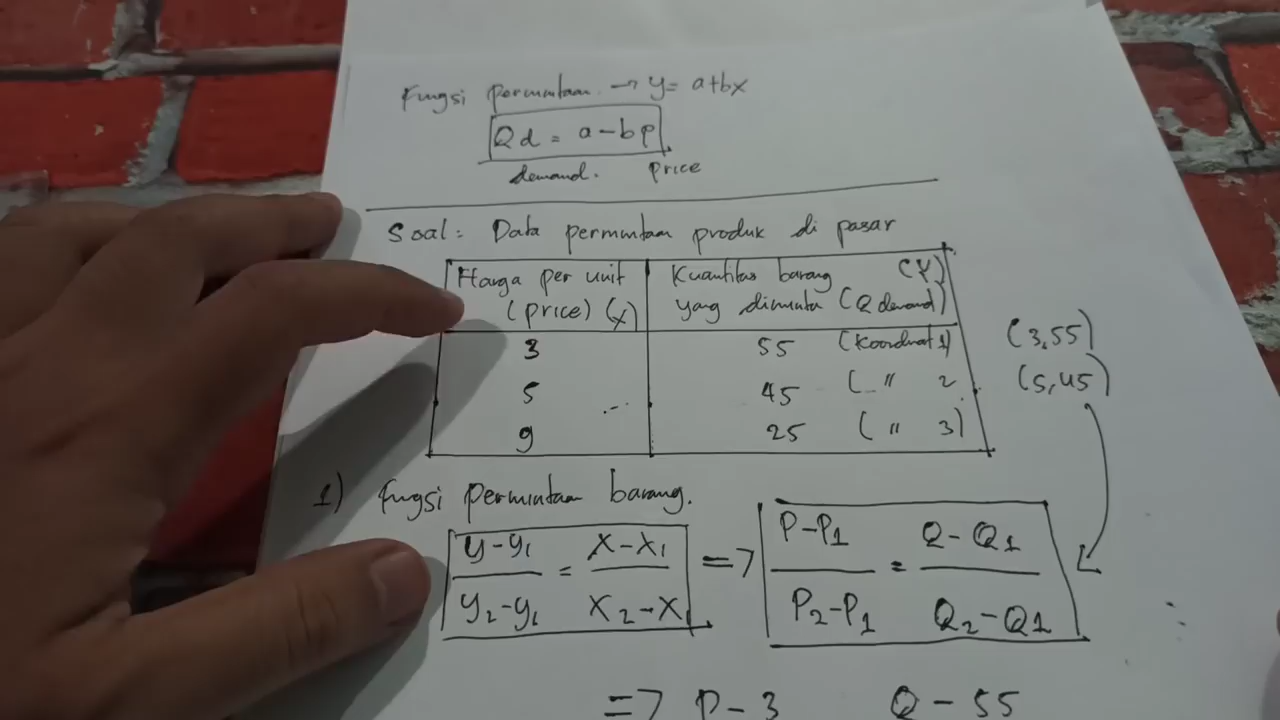 Fungsi permintaan → y = a+bx
Qd = a - bp
demand. price
Soal: Data permintaan produk di pasar
Harga per unit (price) (x)
Kuantitas barang (Y) yang diminta (Q demand)
3 55 (Koordinat 1)
5 45 ( " 2
9 25 ( " 3)
(3,55)
(5,45)
1) Fungsi permintaan barang.
y-y₁ / y₂-y₁ = x-x₁ / x₂-x₁ => P-P₁ / P₂-P₁ = Q-Q₁ / Q₂-Q₁
=> P-3 Q-55